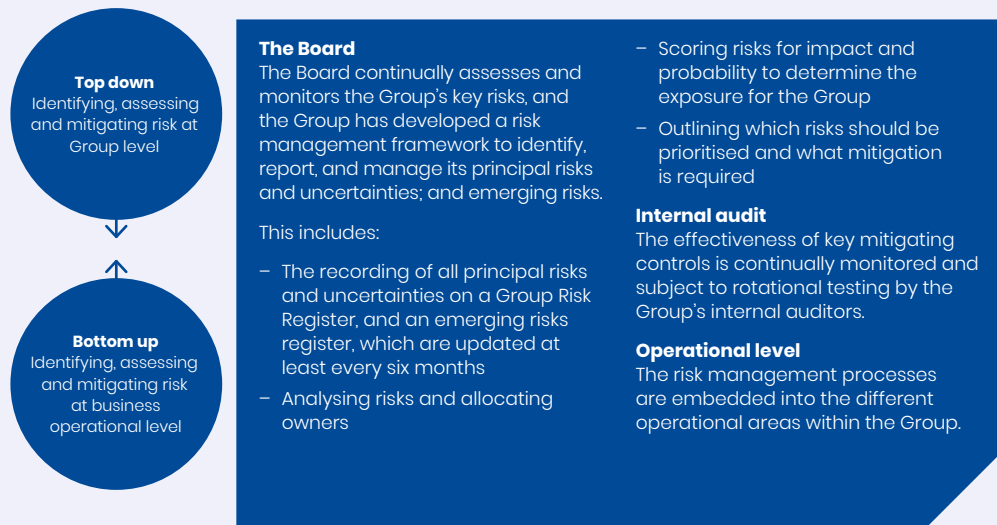 Top down
Identifying, assessing
and mitigating risk at
Group level
Bottom up
Identifying, assessing
and mitigating risk
at business
operational level
The Board
The Board continually assesses and
monitors the Group’s key risks, and
the Group has developed a risk
management framework to identify,
report, and manage its principal risks
and uncertainties; and emerging risks.
This includes:
– The recording of all principal risks
and uncertainties on a Group Risk
Register, and an emerging risks
register, which are updated at
least every six months
– Analysing risks and allocating
owners
– Scoring risks for impact and
probability to determine the
exposure for the Group
– Outlining which risks should be
prioritised and what mitigation
is required
Internal audit
The effectiveness of key mitigating
controls is continually monitored and
subject to rotational testing by the
Group’s internal auditors.
Operational level
The risk management processes
are embedded into the different
operational areas within the Group.